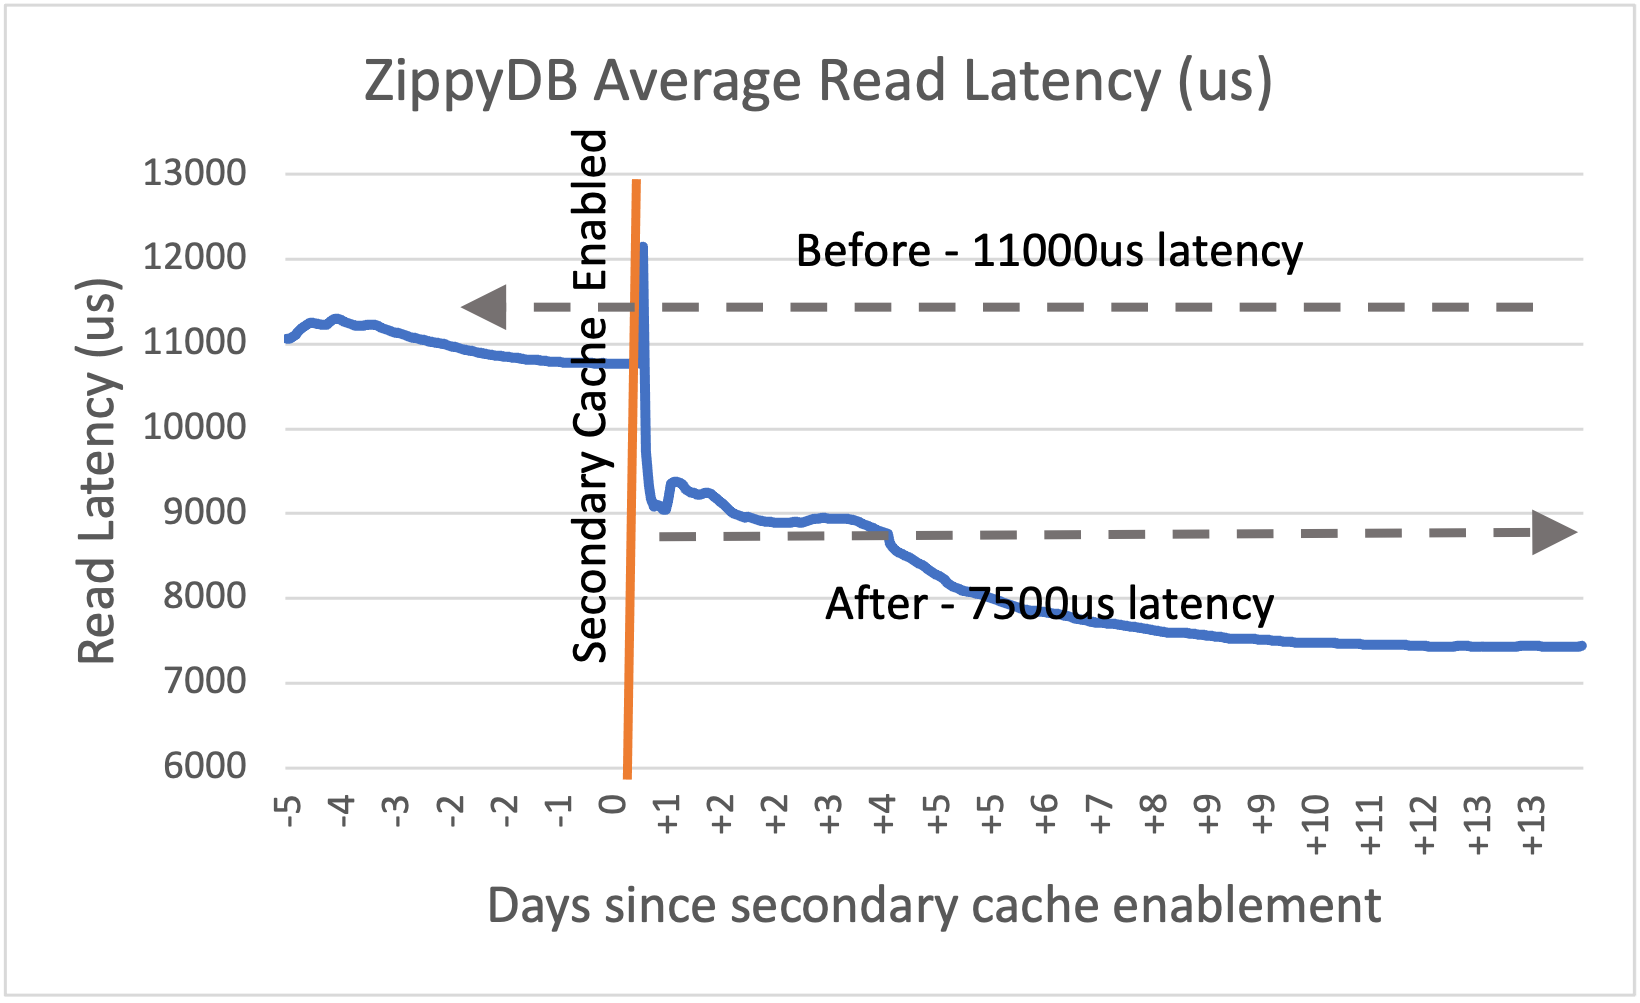 ZippyDB Average Read Latency (us)
Read Latency (us)
13000
12000
11000
10000
9000
8000
7000
6000
Secondary Cache Enabled
Before - 11000us latency
After - 7500us latency
-5 -4 -3 -2 -2 -1 0 +1 +2 +2 +3 +4 +5 +5 +6 +7 +8 +9 +9 +10 +11 +12 +13 +13
Days since secondary cache enablement